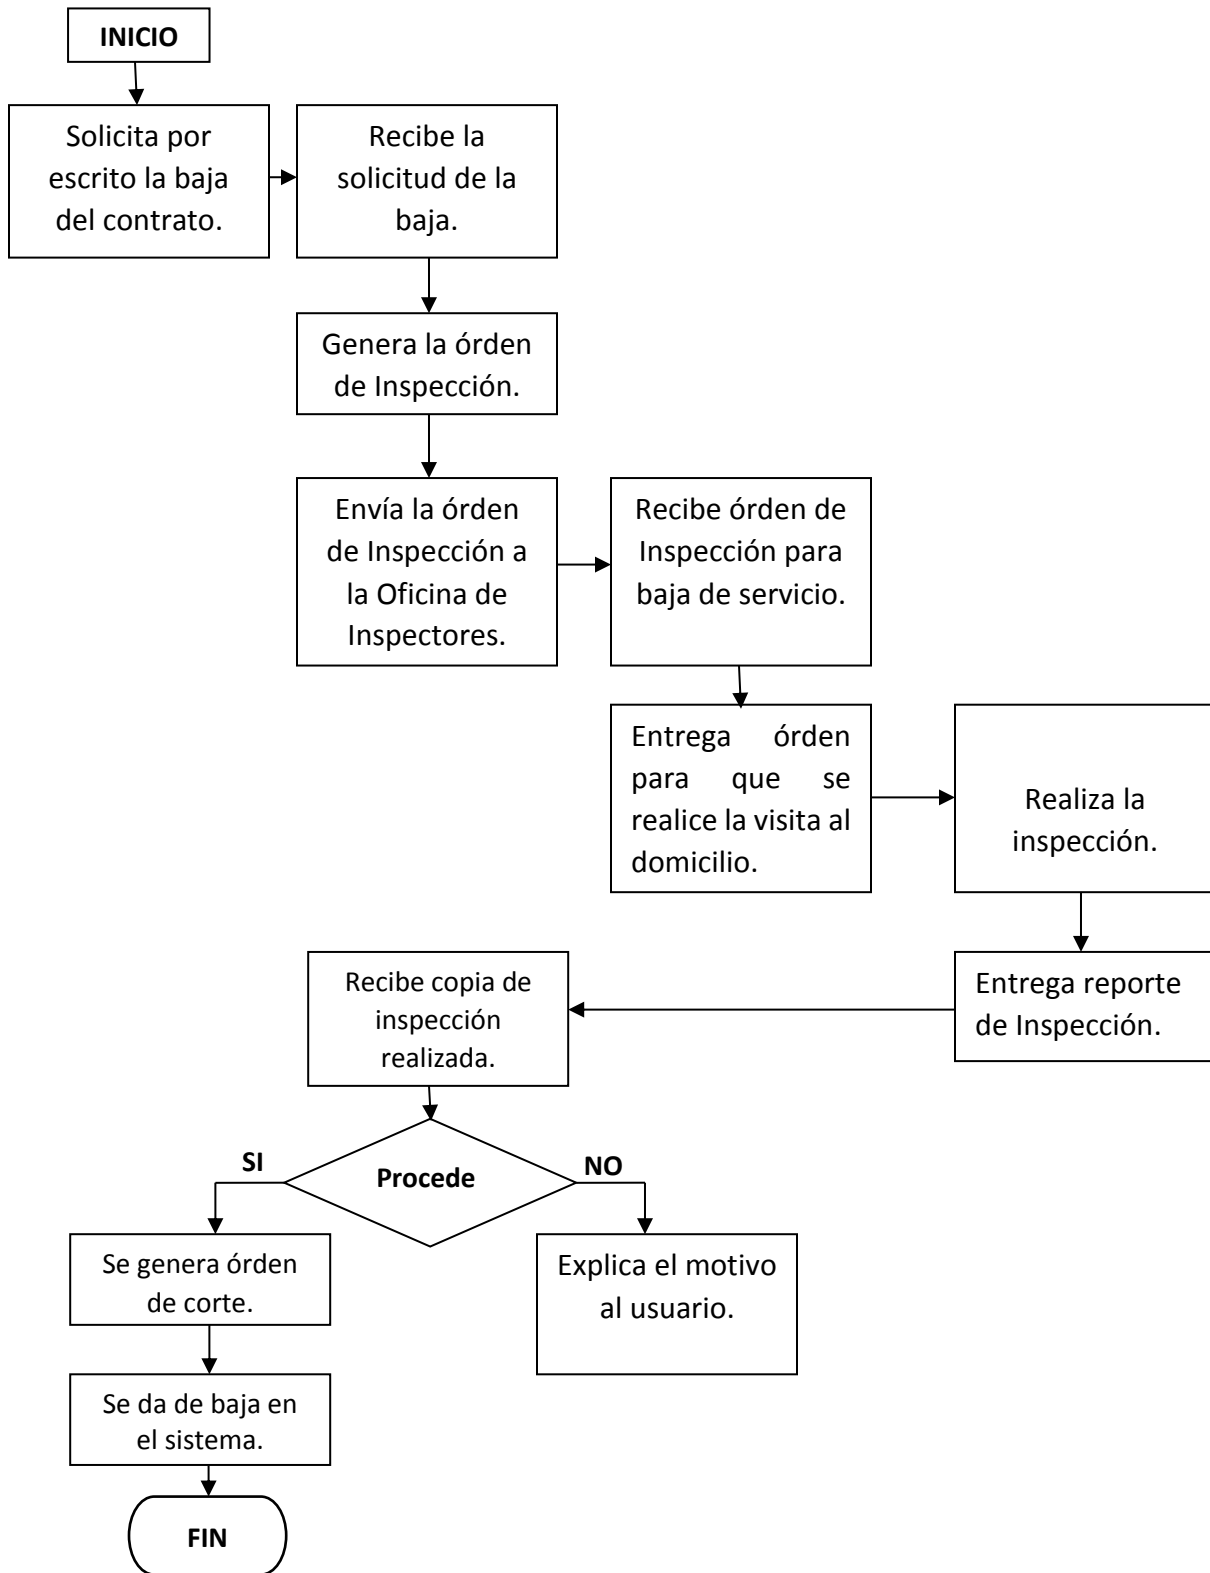 INICIO
Solicita por
escrito la baja
del contrato.
Recibe la
solicitud de la
baja.
Genera la órden
de Inspección.
Envía la órden
de Inspección a
la Oficina de
Inspectores.
Recibe órden de
Inspección para
baja de servicio.
Entrega órden
para que se
realice la visita al
domicilio.
Realiza la
inspección.
Entrega reporte
de Inspección.
Recibe copia de
inspección
realizada.
Procede
SI
NO
Se genera órden
de corte.
Explica el motivo
al usuario.
Se da de baja en
el sistema.
FIN